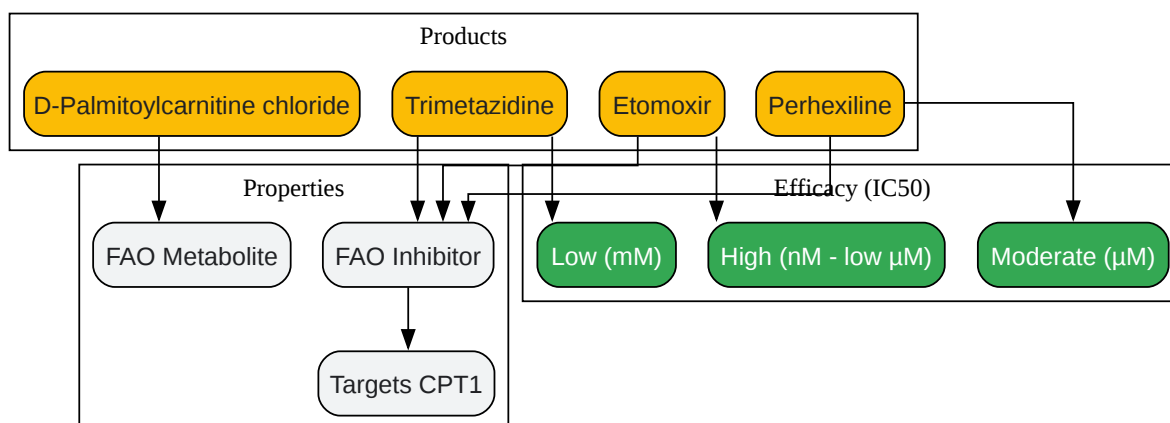 Products
D-Palmitoylcarnitine chloride
Trimetazidine
Etomoxir
Perhexiline
Properties
Efficacy (IC50)
FAO Metabolite
FAO Inhibitor
Low (mM)
High (nM - low µM)
Moderate (µM)
Targets CPT1